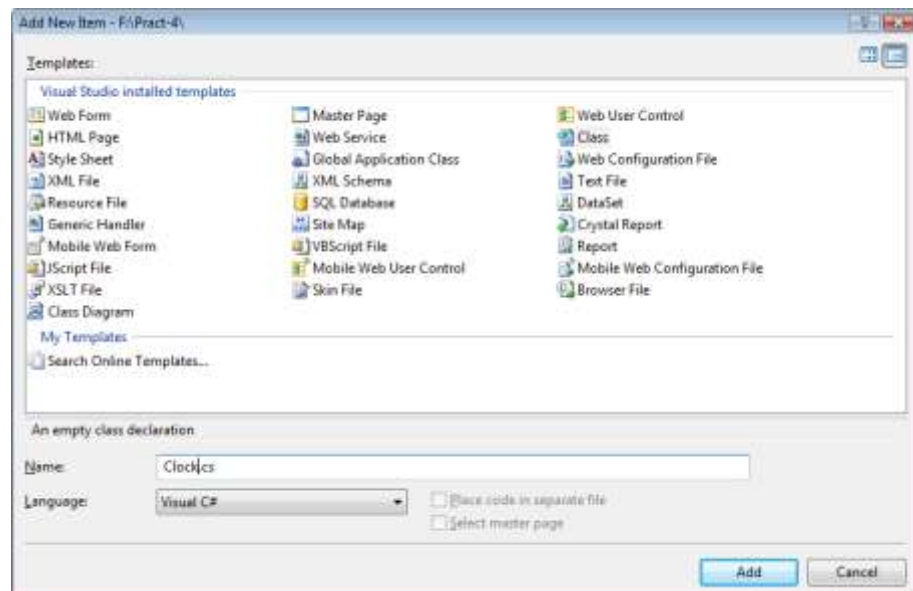 Add New Item - F:\Pract-4\
Templates:
Visual Studio installed templates
Web Form
Master Page
Web User Control
HTML Page
Web Service
Class
Style Sheet
Global Application Class
Web Configuration File
XML File
XML Schema
Text File
Resource File
SQL Database
DataSet
Generic Handler
Site Map
Crystal Report
Mobile Web Form
VBScript File
Report
JScript File
Mobile Web User Control
Mobile Web Configuration File
XSLT File
Skin File
Browser File
Class Diagram
My Templates
Search Online Templates...
An empty class declaration
Name:
Clock.cs
Language:
Visual C#
Place code in separate file
Select master page
Add
Cancel